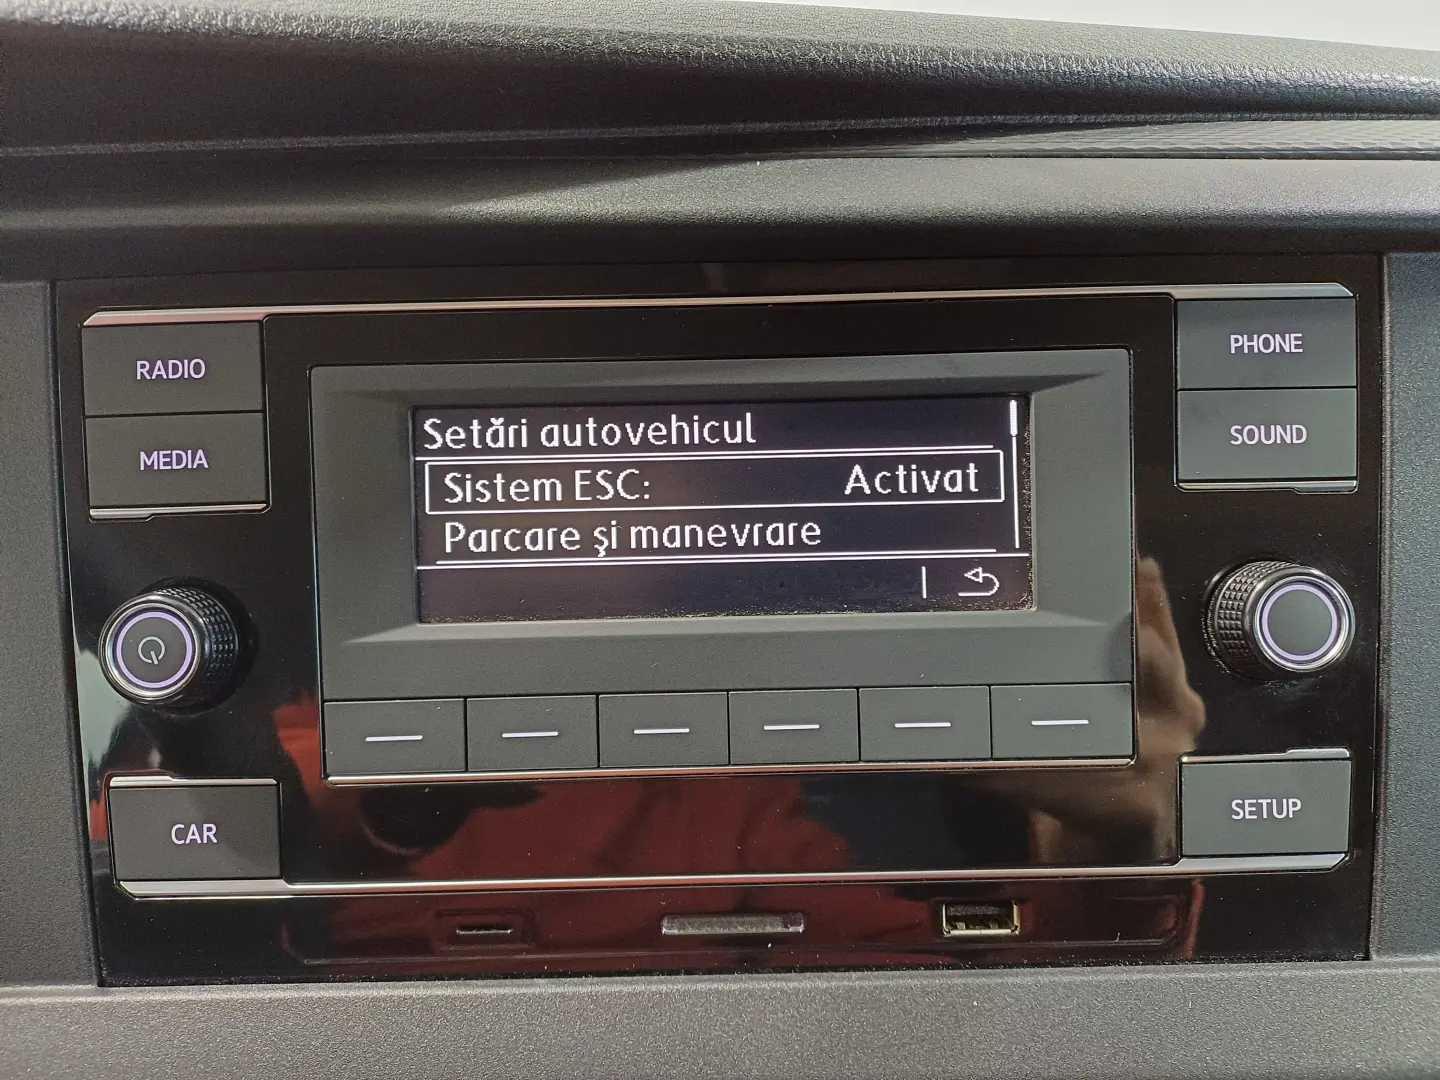 RADIO
MEDIA
PHONE
SOUND
Setări autovehicul
Sistem ESC: Activat
Parcare şi manevrare
CAR
SETUP